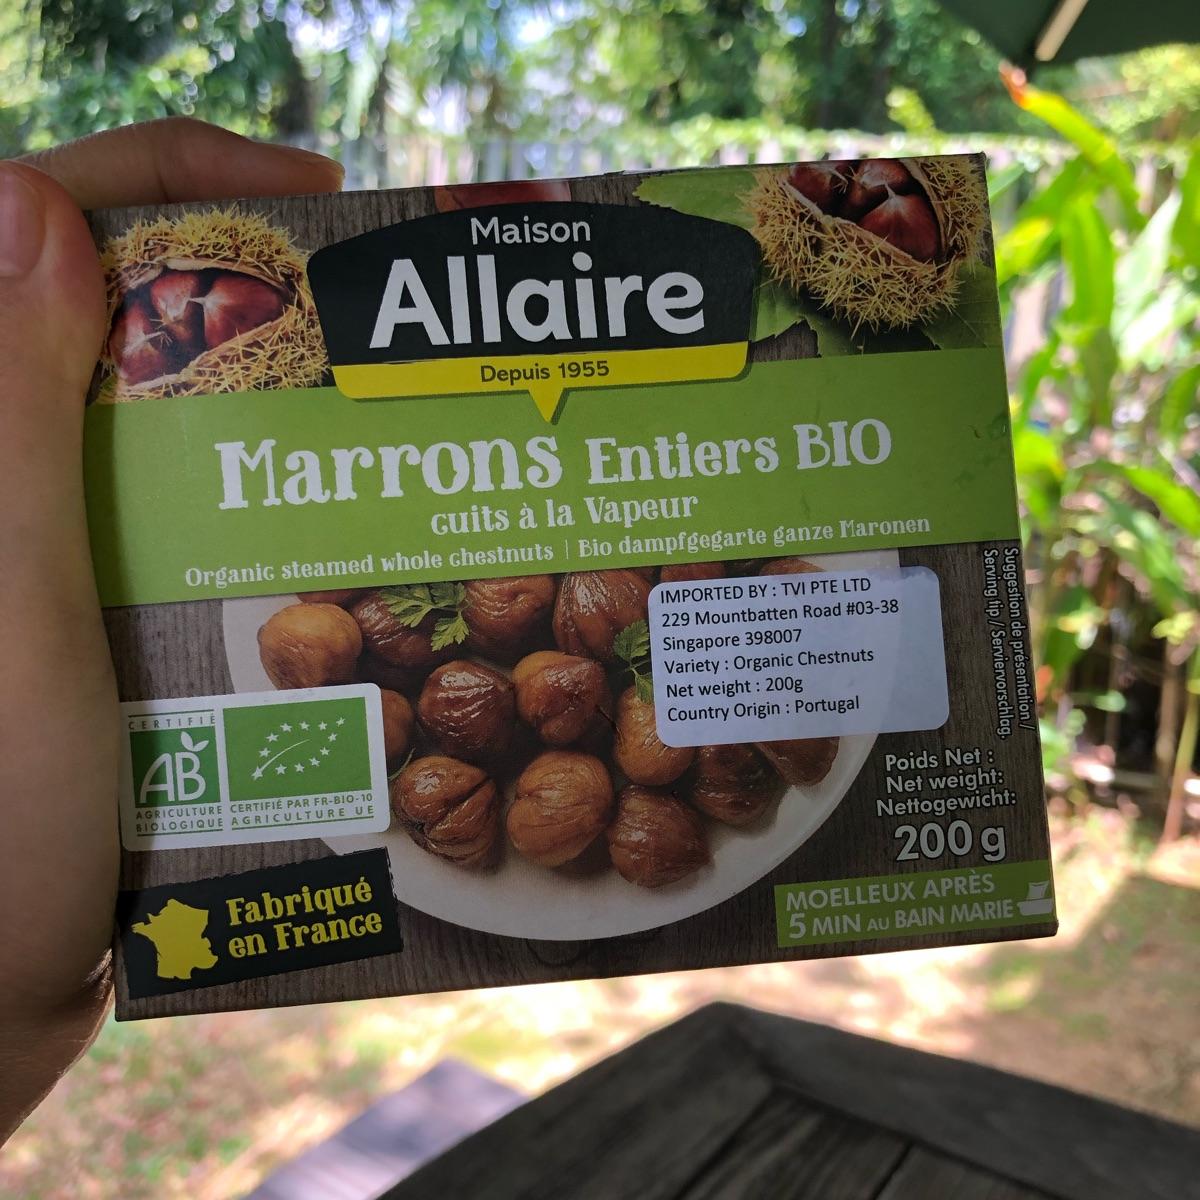 Maison
Allaire
Depuis 1955
Marrons Entiers BIO
cuits à la Vapeur
Organic steamed whole chestnuts | Bio dampfgegarte ganze Maronen
IMPORTED BY : TVI PTE LTD
229 Mountbatten Road #03-38
Singapore 398007
Variety : Organic Chestnuts
Net weight : 200g
Country Origin : Portugal
Suggestion de présentation /
Serving tip / Serviervorschlag.
CERTIFIÉ
AB
AGRICULTURE
BIOLOGIQUE
CERTIFIÉ PAR FR-BIO-10
AGRICULTURE UE
Poids Net :
Net weight:
Nettogewicht:
200 g
Fabriqué
en France
MOELLEUX APRÈS
5 MIN AU BAIN MARIE